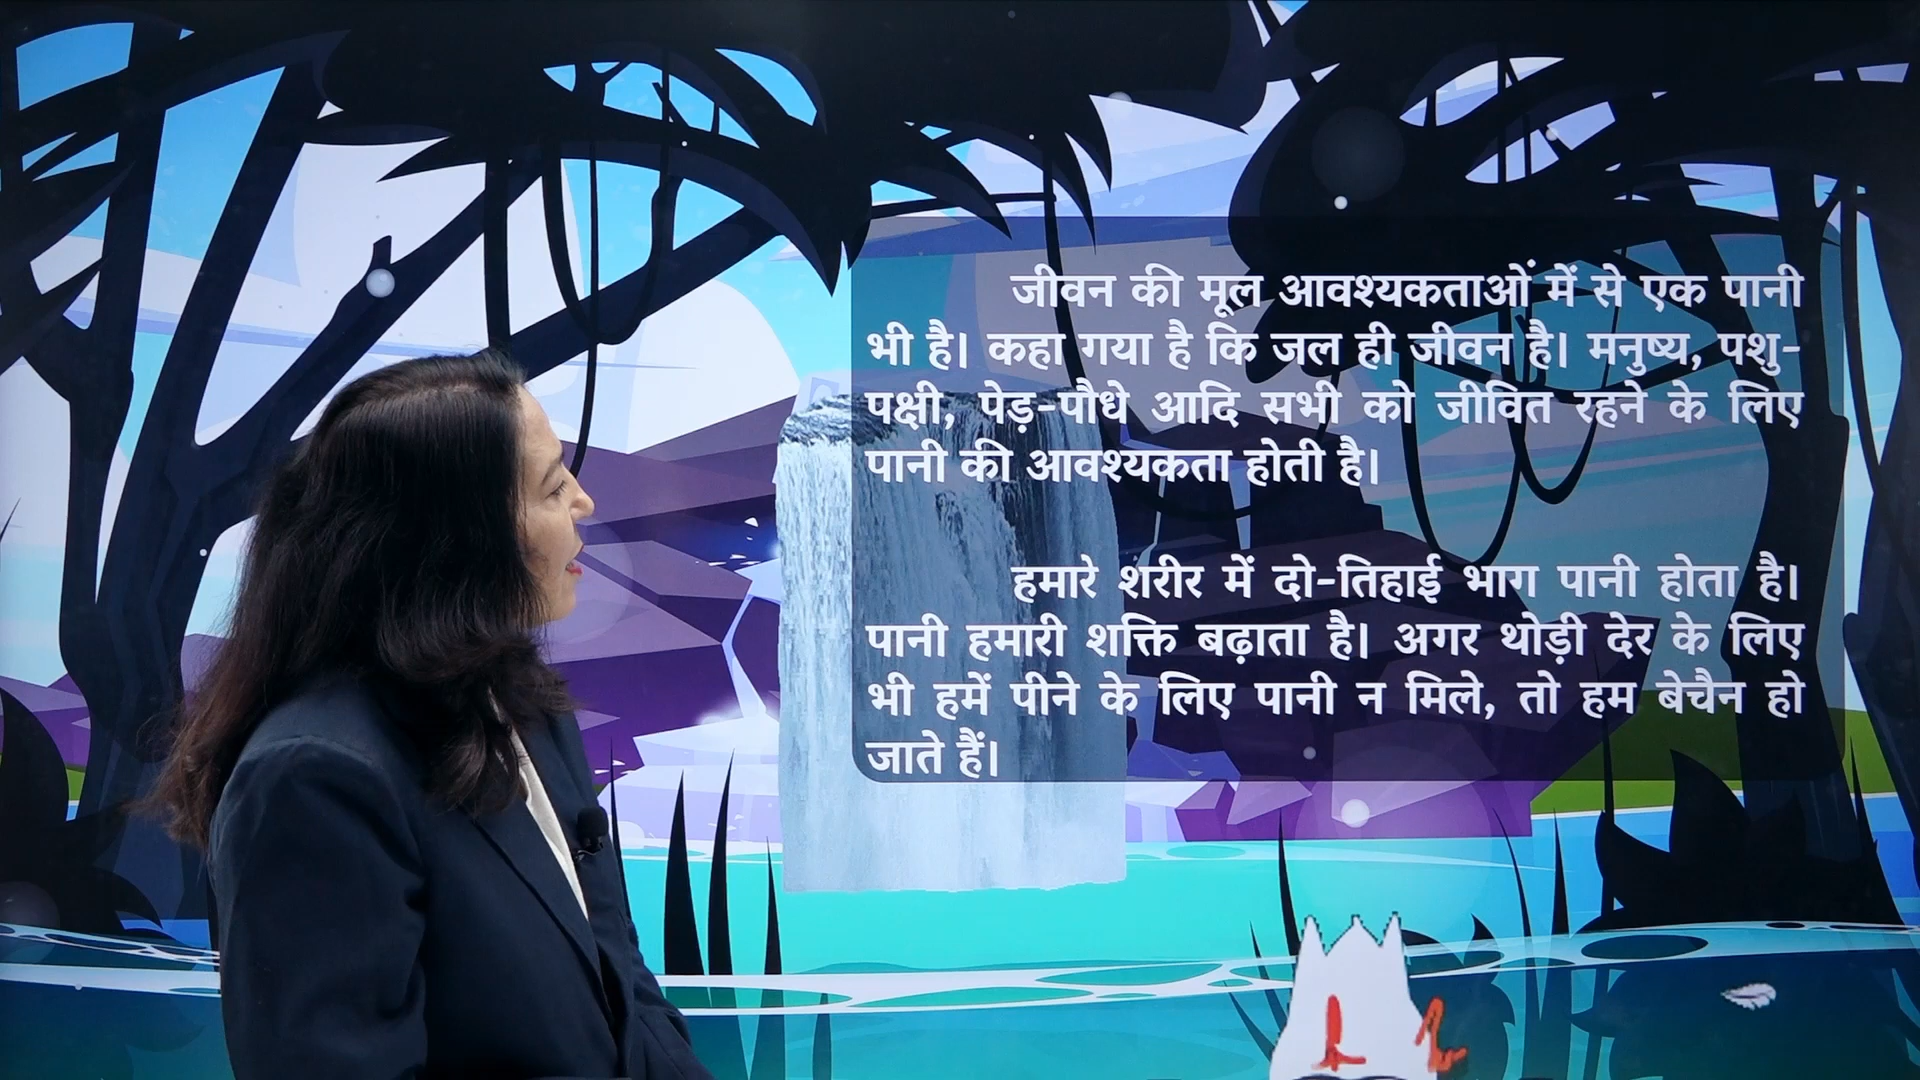 जीवन की मूल आवश्यकताओं में से एक पानी
भी है। कहा गया है कि जल ही जीवन है। मनुष्य, पशु-
पक्षी, पेड़-पौधे आदि सभी को जीवित रहने के लिए
पानी की आवश्यकता होती है।
हमारे शरीर में दो-तिहाई भाग पानी होता है।
पानी हमारी शक्ति बढ़ाता है। अगर थोड़ी देर के लिए
भी हमें पीने के लिए पानी न मिले, तो हम बेचैन हो
जाते हैं।